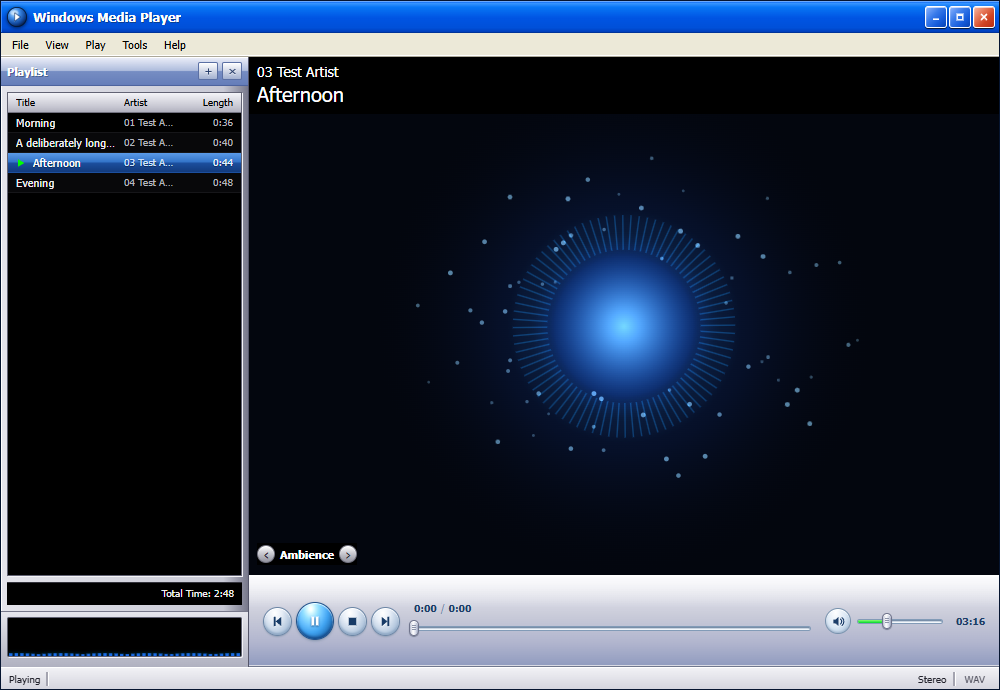 Windows Media Player
File View Play Tools Help
Playlist
Title Artist Length
Morning 01 Test A... 0:36
A deliberately long... 02 Test A... 0:40
Afternoon 03 Test A... 0:44
Evening 04 Test A... 0:48
Total Time: 2:48
03 Test Artist
Afternoon
Ambience
0:00 / 0:00
03:16
Playing
Stereo WAV